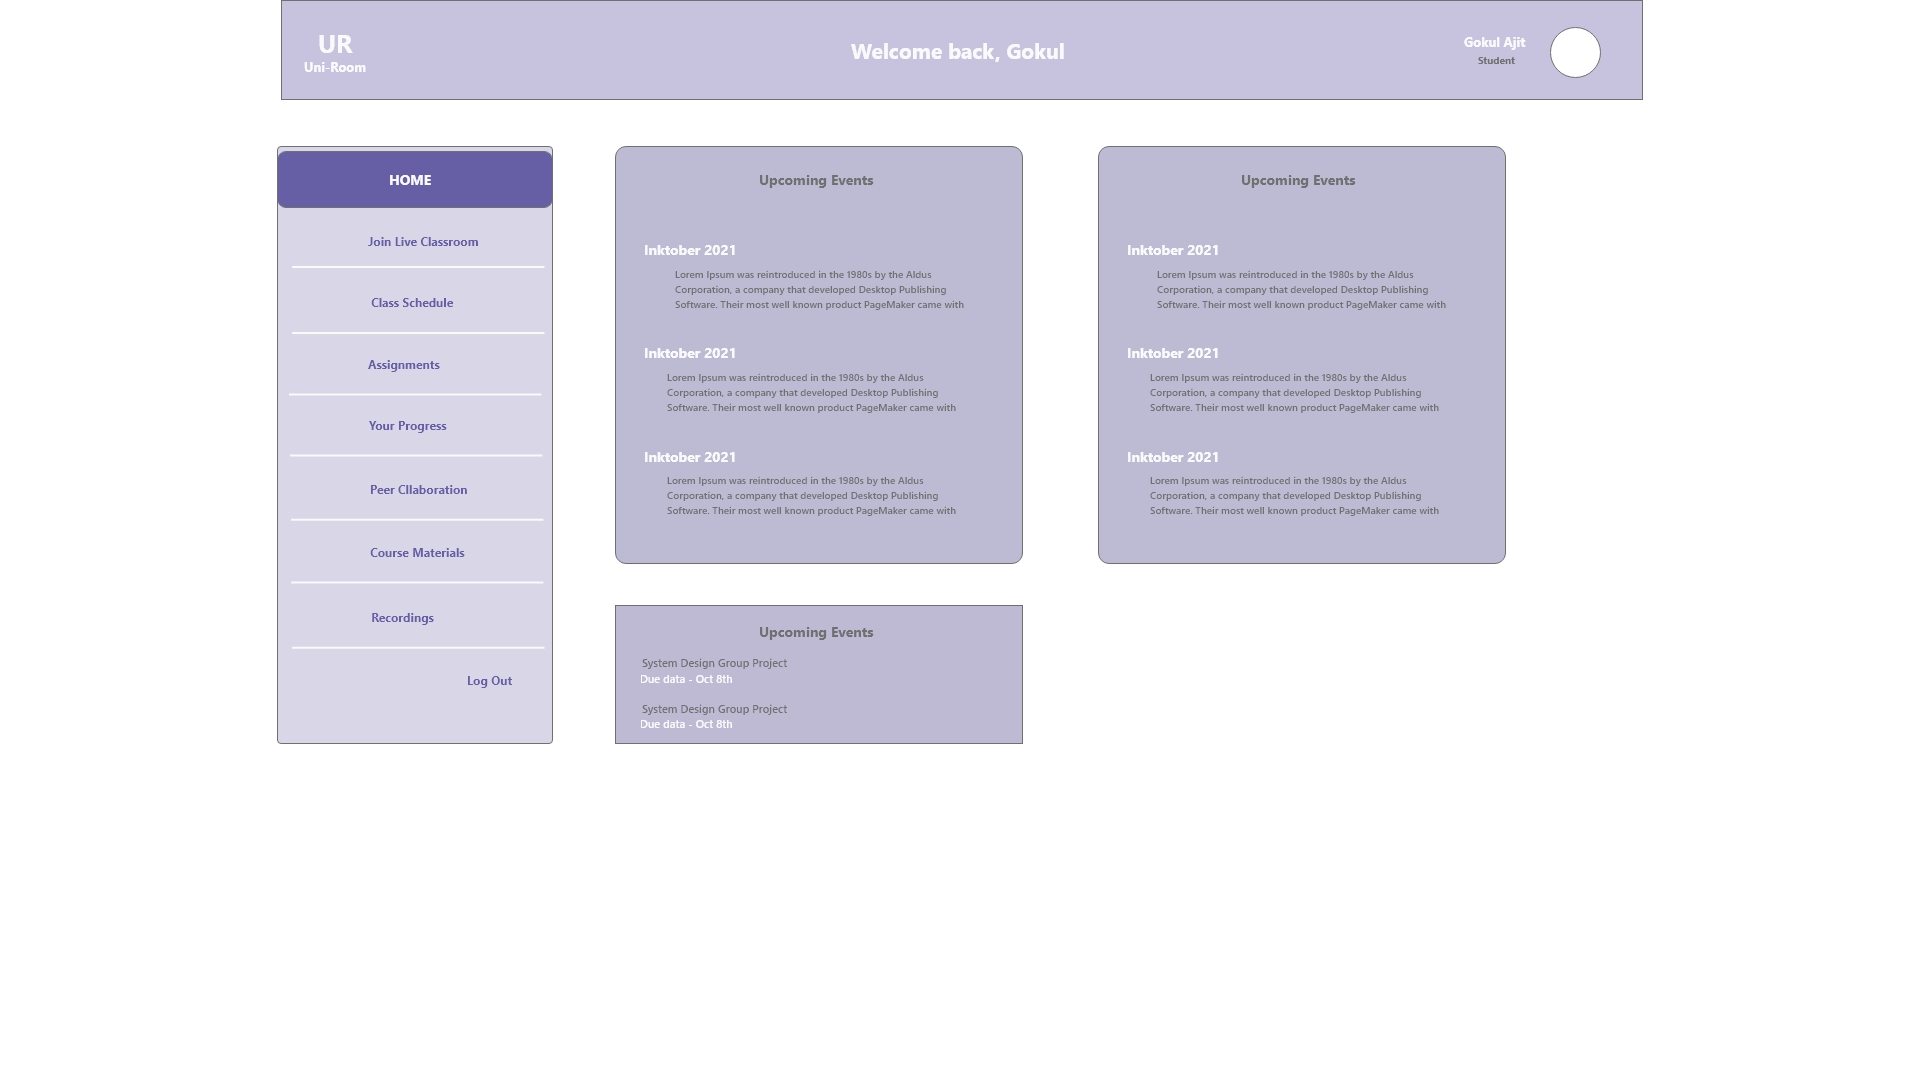 UR
Uni-Room
Welcome back, Gokul
Gokul Ajit
Student
HOME
Join Live Classroom
Class Schedule
Assignments
Your Progress
Peer Cllaboration
Course Materials
Recordings
Log Out
Upcoming Events
Inktober 2021
Lorem Ipsum was reintroduced in the 1980s by the Aldus
Corporation, a company that developed Desktop Publishing
Software. Their most well known product PageMaker came with
Inktober 2021
Lorem Ipsum was reintroduced in the 1980s by the Aldus
Corporation, a company that developed Desktop Publishing
Software. Their most well known product PageMaker came with
Inktober 2021
Lorem Ipsum was reintroduced in the 1980s by the Aldus
Corporation, a company that developed Desktop Publishing
Software. Their most well known product PageMaker came with
Upcoming Events
Inktober 2021
Lorem Ipsum was reintroduced in the 1980s by the Aldus
Corporation, a company that developed Desktop Publishing
Software. Their most well known product PageMaker came with
Inktober 2021
Lorem Ipsum was reintroduced in the 1980s by the Aldus
Corporation, a company that developed Desktop Publishing
Software. Their most well known product PageMaker came with
Inktober 2021
Lorem Ipsum was reintroduced in the 1980s by the Aldus
Corporation, a company that developed Desktop Publishing
Software. Their most well known product PageMaker came with
Upcoming Events
System Design Group Project
Due data - Oct 8th
System Design Group Project
Due data - Oct 8th